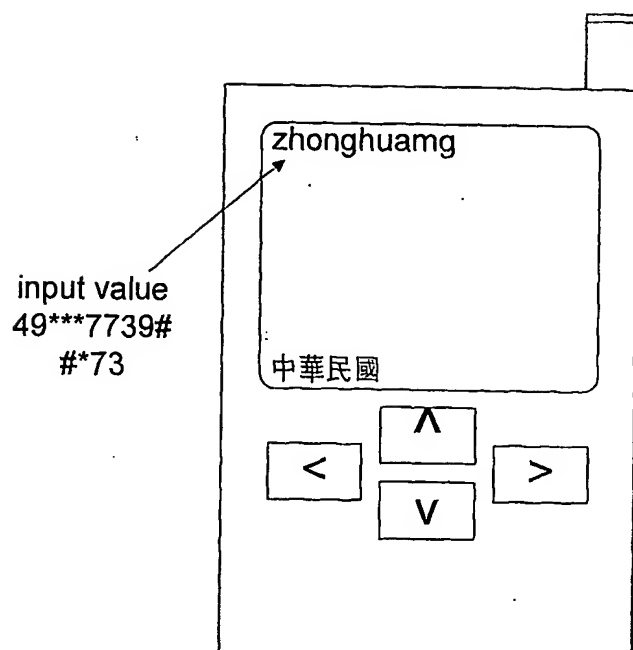 zhonghuamg
input value
49***7739#
#*73
中華民國
<
ʌ
v
>